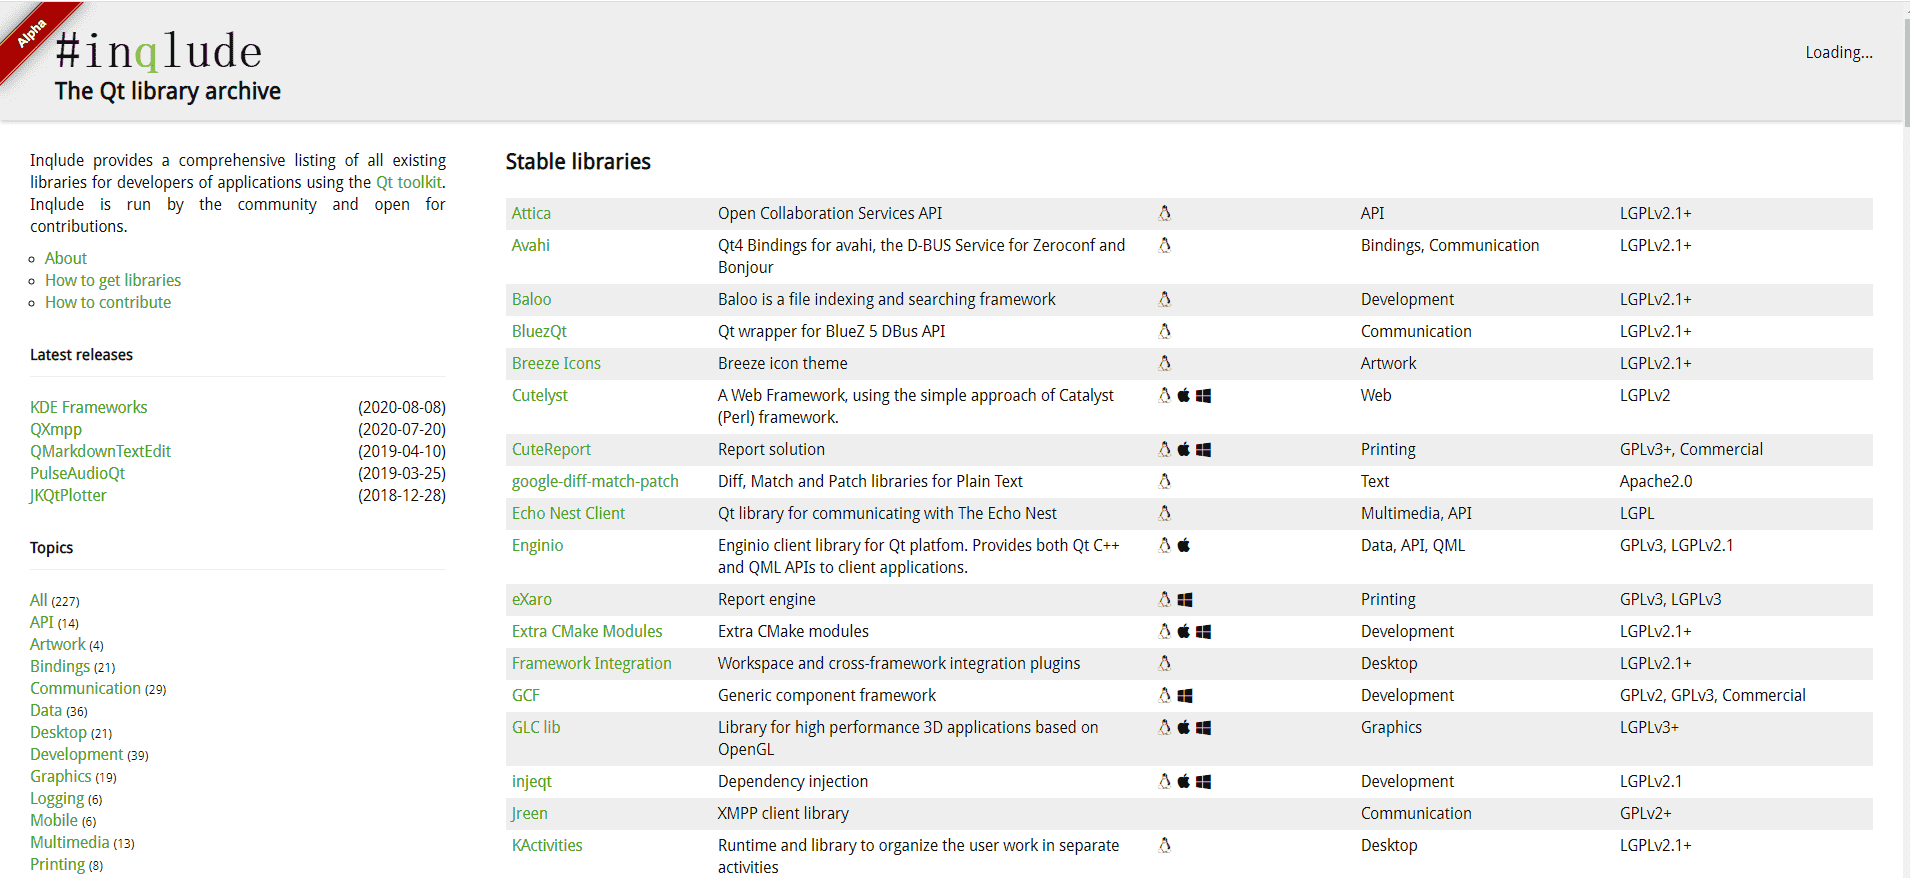 Alpha
#inqlude
The Qt library archive
Loading...
Inqlude provides a comprehensive listing of all existing
libraries for developers of applications using the Qt toolkit.
Inqlude is run by the community and open for
contributions.
About
How to get libraries
How to contribute
Latest releases
KDE Frameworks (2020-08-08)
QXmpp (2020-07-20)
QMarkdownTextEdit (2019-04-10)
PulseAudioQt (2019-03-25)
JKQtPlotter (2018-12-28)
Topics
All (227)
API (14)
Artwork (4)
Bindings (21)
Communication (29)
Data (36)
Desktop (21)
Development (39)
Graphics (19)
Logging (6)
Mobile (6)
Multimedia (13)
Printing (8)
Stable libraries
Attica Open Collaboration Services API API LGPLv2.1+
Avahi Qt4 Bindings for avahi, the D-BUS Service for Zeroconf and Bindings, Communication LGPLv2.1+
Bonjour
Baloo Baloo is a file indexing and searching framework Development LGPLv2.1+
BluezQt Qt wrapper for BlueZ 5 DBus API Communication LGPLv2.1+
Breeze Icons Breeze icon theme Artwork LGPLv2.1+
Cutelyst A Web Framework, using the simple approach of Catalyst Web LGPLv2
(Perl) framework.
CuteReport Report solution Printing GPLv3+, Commercial
google-diff-match-patch Diff, Match and Patch libraries for Plain Text Text Apache2.0
Echo Nest Client Qt library for communicating with The Echo Nest Multimedia, API LGPL
Enginio Enginio client library for Qt platfom. Provides both Qt C++ Data, API, QML GPLv3, LGPLv2.1
and QML APIs to client applications.
eXaro Report engine Printing GPLv3, LGPLv3
Extra CMake Modules Extra CMake modules Development LGPLv2.1+
Framework Integration Workspace and cross-framework integration plugins Desktop LGPLv2.1+
GCF Generic component framework Development GPLv2, GPLv3, Commercial
GLC lib Library for high performance 3D applications based on Graphics LGPLv3+
OpenGL
injeqt Dependency injection Development LGPLv2.1
Jreen XMPP client library Communication GPLv2+
KActivities Runtime and library to organize the user work in separate Desktop LGPLv2.1+
activities